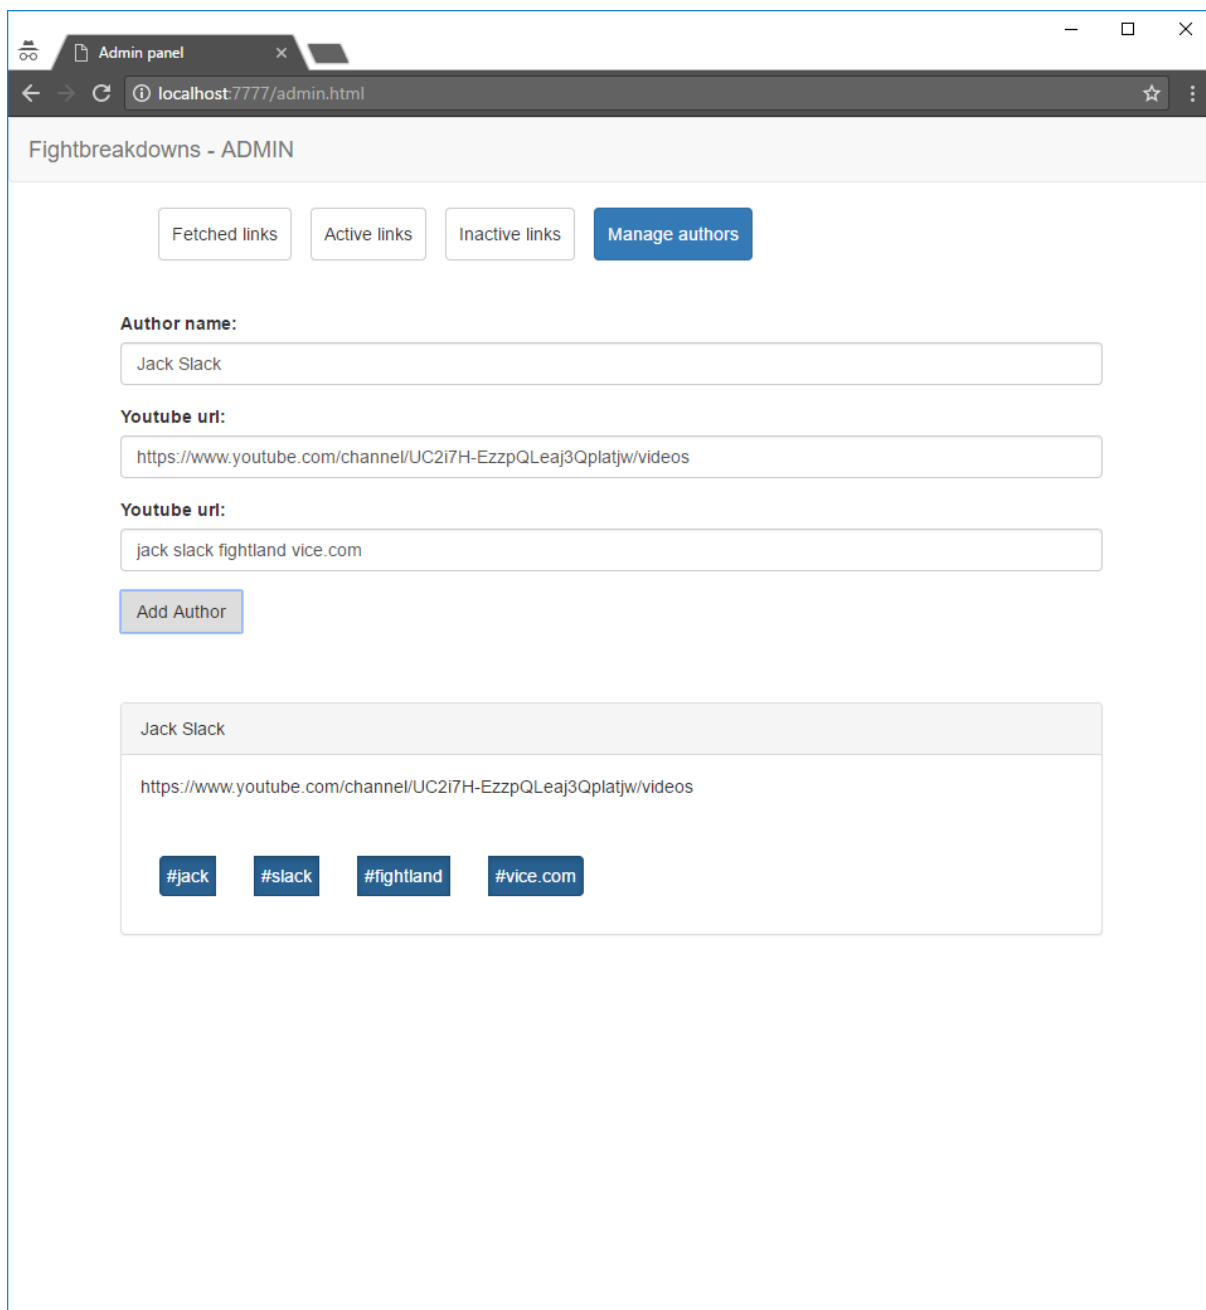 Admin panel
localhost:7777/admin.html
Fightbreakdowns - ADMIN
Fetched links Active links Inactive links Manage authors
Author name:
Jack Slack
Youtube url:
https://www.youtube.com/channel/UC2i7H-EzzpQLeaj3Qplatjw/videos
Youtube url:
jack slack fightland vice.com
Add Author
Jack Slack
https://www.youtube.com/channel/UC2i7H-EzzpQLeaj3Qplatjw/videos
#jack #slack #fightland #vice.com